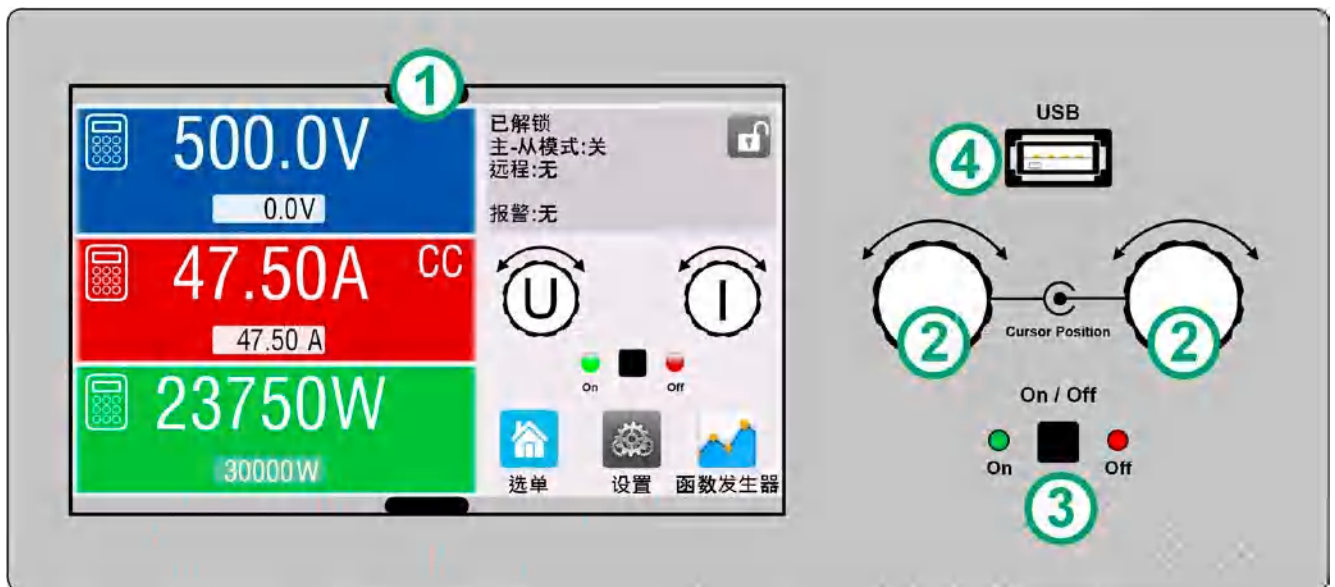 1
500.0V
0.0V
47.50A CC
47.50 A
23750W
30000W
已解锁
主-从模式:关
远程:无
报警:无
U I
On Off
选单 设置 函数发生器
USB
4
2 Cursor Position 2
On / Off
On Off
3